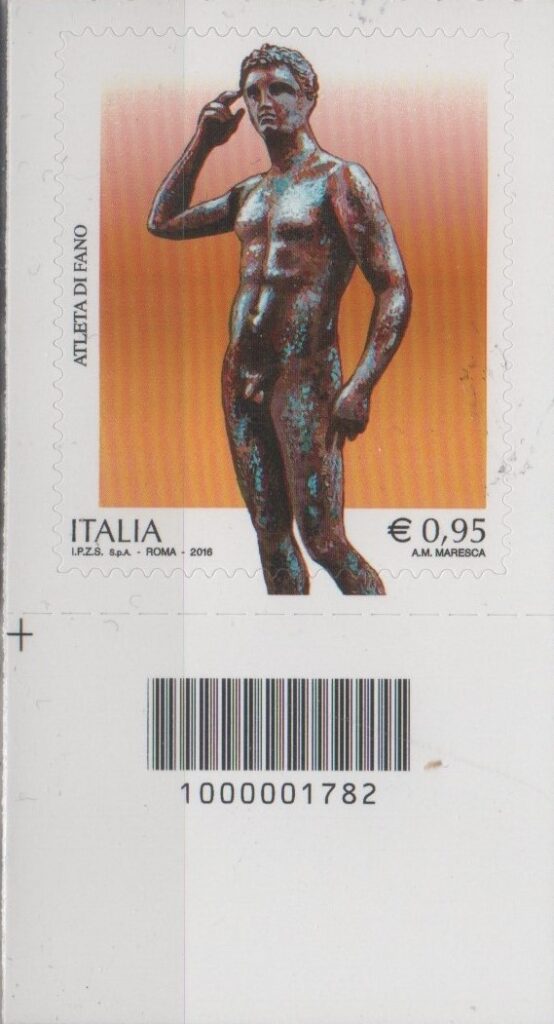 ATLETA DI FANO
ITALIA
€ 0,95
I.P.Z.S. S.p.A. - ROMA - 2016
A.M. MARESCA
1000001782